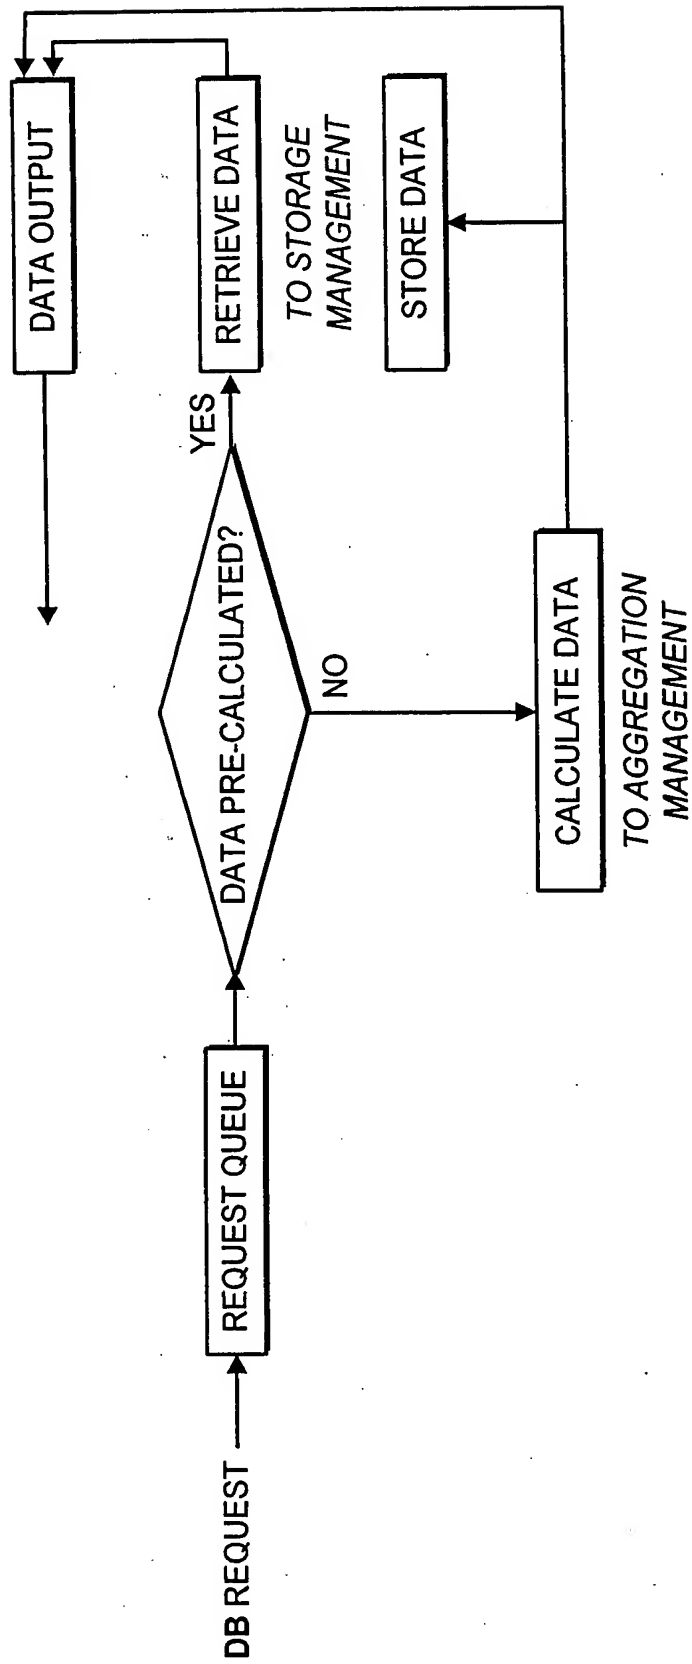 DB REQUEST
REQUEST QUEUE
DATA PRE-CALCULATED?
YES
RETRIEVE DATA
TO STORAGE
MANAGEMENT
DATA OUTPUT
NO
CALCULATE DATA
TO AGGREGATION
MANAGEMENT
STORE DATA